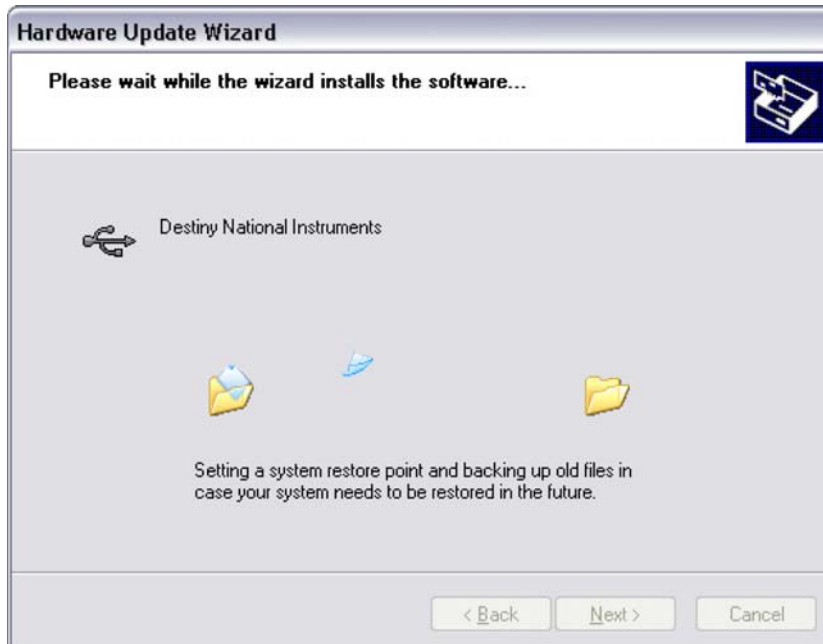 Hardware Update Wizard
Please wait while the wizard installs the software...
Destiny National Instruments
Setting a system restore point and backing up old files in
case your system needs to be restored in the future.
< Back Next > Cancel